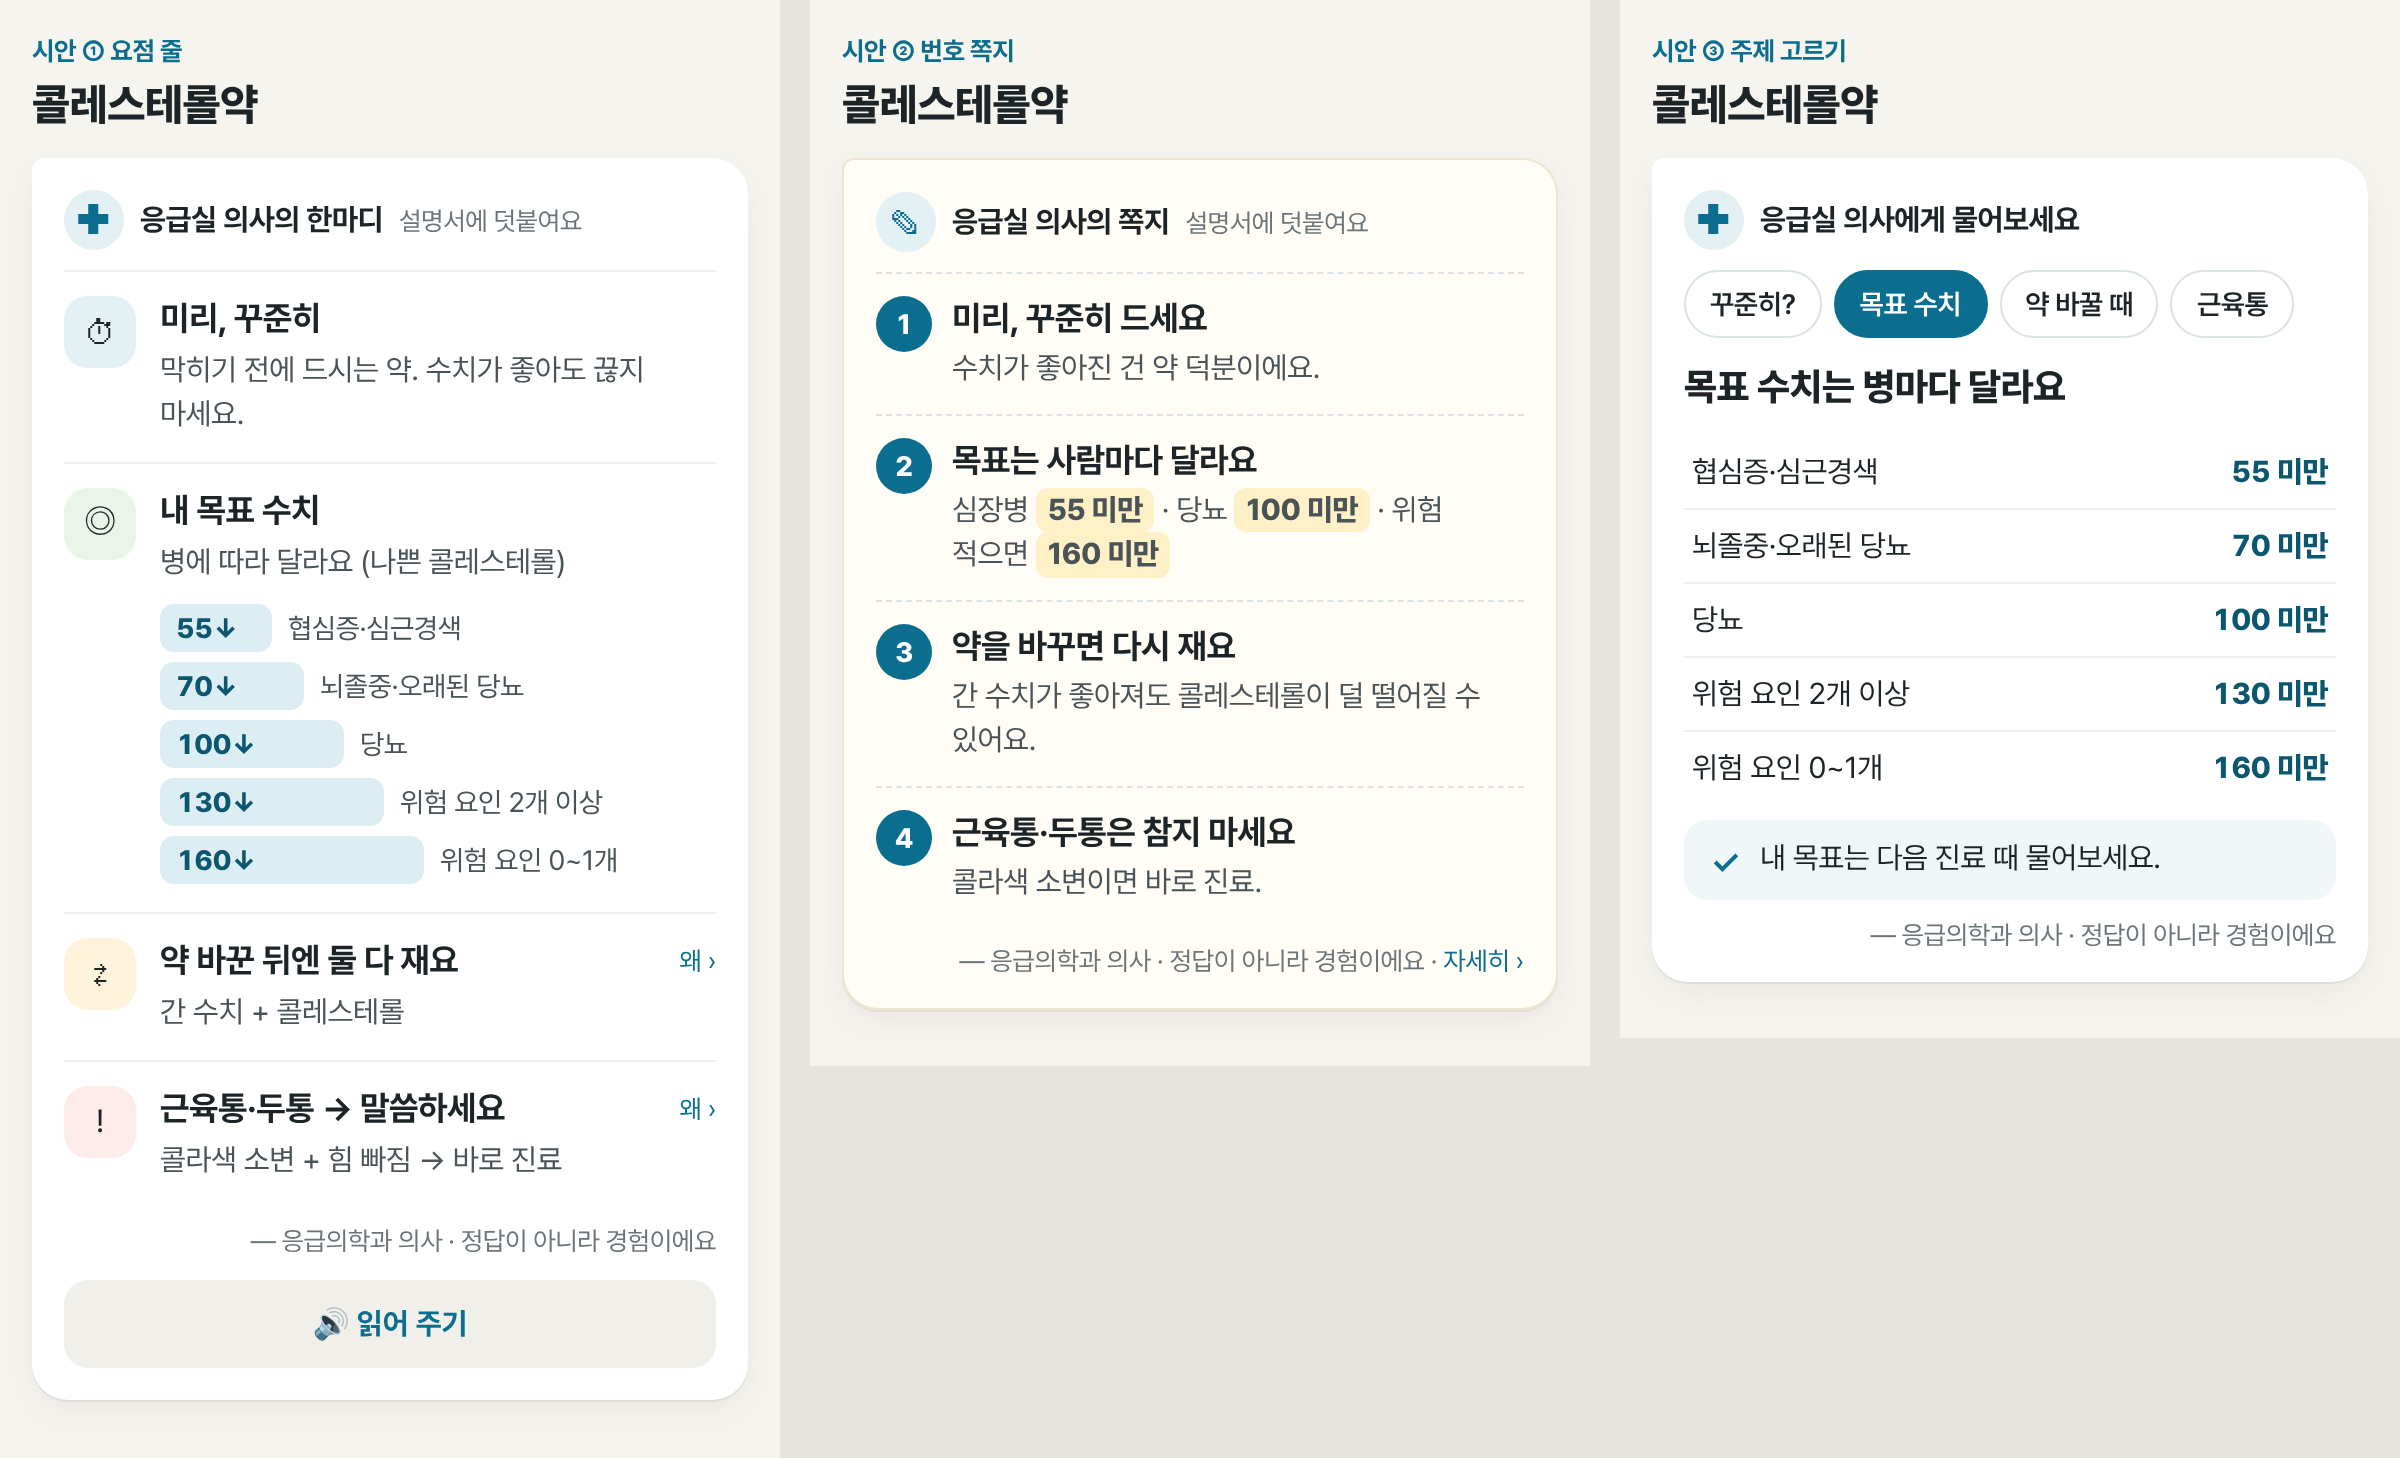 시안 ① 요점 줄
콜레스테롤약
응급실 의사의 한마디 설명서에 덧붙여요
미리, 꾸준히
막히기 전에 드시는 약. 수치가 좋아도 끊지
마세요.
내 목표 수치
병에 따라 달라요 (나쁜 콜레스테롤)
55↓ 협심증·심근경색
70↓ 뇌졸중·오래된 당뇨
100↓ 당뇨
130↓ 위험 요인 2개 이상
160↓ 위험 요인 0~1개
약 바꾼 뒤엔 둘 다 재요 왜 ›
간 수치 + 콜레스테롤
! 근육통·두통 → 말씀하세요 왜 ›
콜라색 소변 + 힘 빠짐 → 바로 진료
— 응급의학과 의사 · 정답이 아니라 경험이에요
🔊 읽어 주기
시안 ② 번호 쪽지
콜레스테롤약
응급실 의사의 쪽지 설명서에 덧붙여요
1 미리, 꾸준히 드세요
수치가 좋아진 건 약 덕분이에요.
2 목표는 사람마다 달라요
심장병 55 미만 · 당뇨 100 미만 · 위험
적으면 160 미만
3 약을 바꾸면 다시 재요
간 수치가 좋아져도 콜레스테롤이 덜 떨어질 수
있어요.
4 근육통·두통은 참지 마세요
콜라색 소변이면 바로 진료.
— 응급의학과 의사 · 정답이 아니라 경험이에요 · 자세히 ›
시안 ③ 주제 고르기
콜레스테롤약
응급실 의사에게 물어보세요
꾸준히? 목표 수치 약 바꿀 때 근육통
목표 수치는 병마다 달라요
협심증·심근경색 55 미만
뇌졸중·오래된 당뇨 70 미만
당뇨 100 미만
위험 요인 2개 이상 130 미만
위험 요인 0~1개 160 미만
✓ 내 목표는 다음 진료 때 물어보세요.
— 응급의학과 의사 · 정답이 아니라 경험이에요